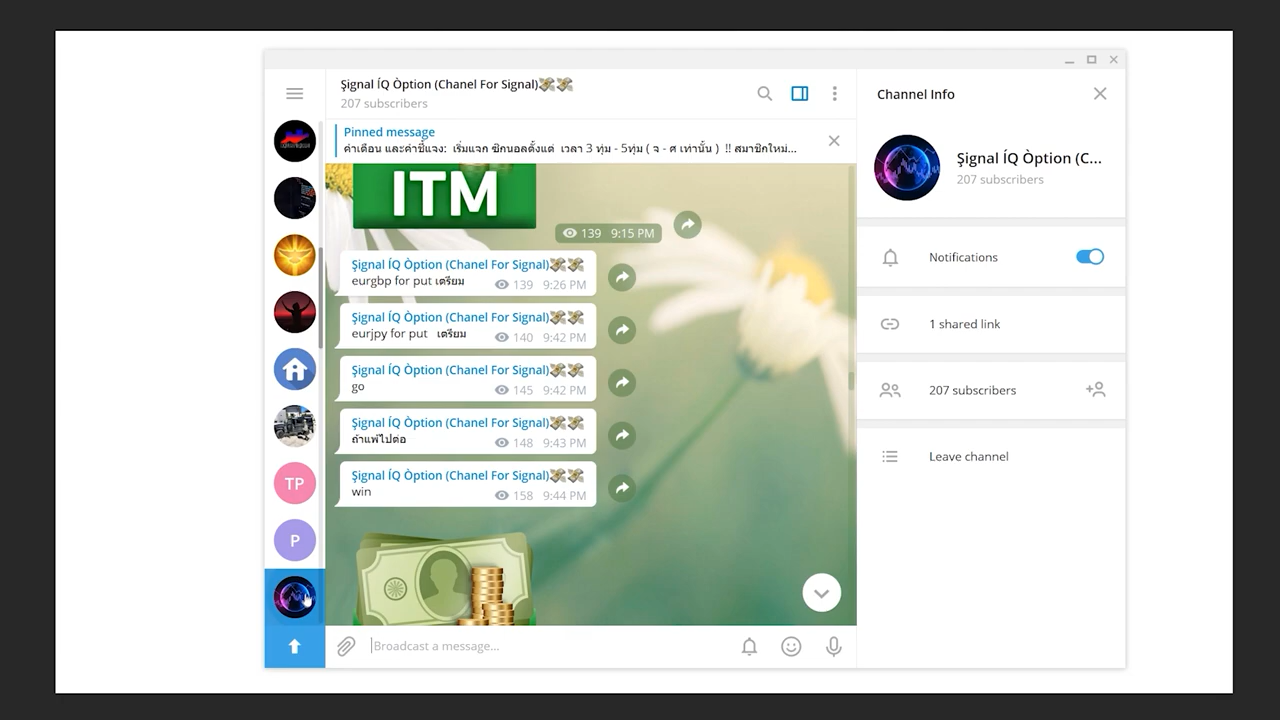 Şignal ÍQ Òption (Chanel For Signal)💸💸
207 subscribers
Channel Info
Pinned message
ค่าเดือน และค่าชี้แจง: เริ่มแจก ซิกนอลตั้งแต่ เวลา 3 ทุ่ม - 5ทุ่ม ( จ - ศ เท่านั้น ) !! สมาชิกใหม่...
Şignal ÍQ Òption (C...
207 subscribers
ITM
139 9:15 PM
Şignal ÍQ Òption (Chanel For Signal)💸💸
eurgbp for put เตรียม 139 9:26 PM
Notifications
Şignal ÍQ Òption (Chanel For Signal)💸💸
eurjpy for put เตรียม 140 9:42 PM
1 shared link
Şignal ÍQ Òption (Chanel For Signal)💸💸
go 145 9:42 PM
207 subscribers
Şignal ÍQ Òption (Chanel For Signal)💸💸
ถ้าแพ้ไปต่อ 148 9:43 PM
Leave channel
Şignal ÍQ Òption (Chanel For Signal)💸💸
win 158 9:44 PM
TP
P
Broadcast a message...